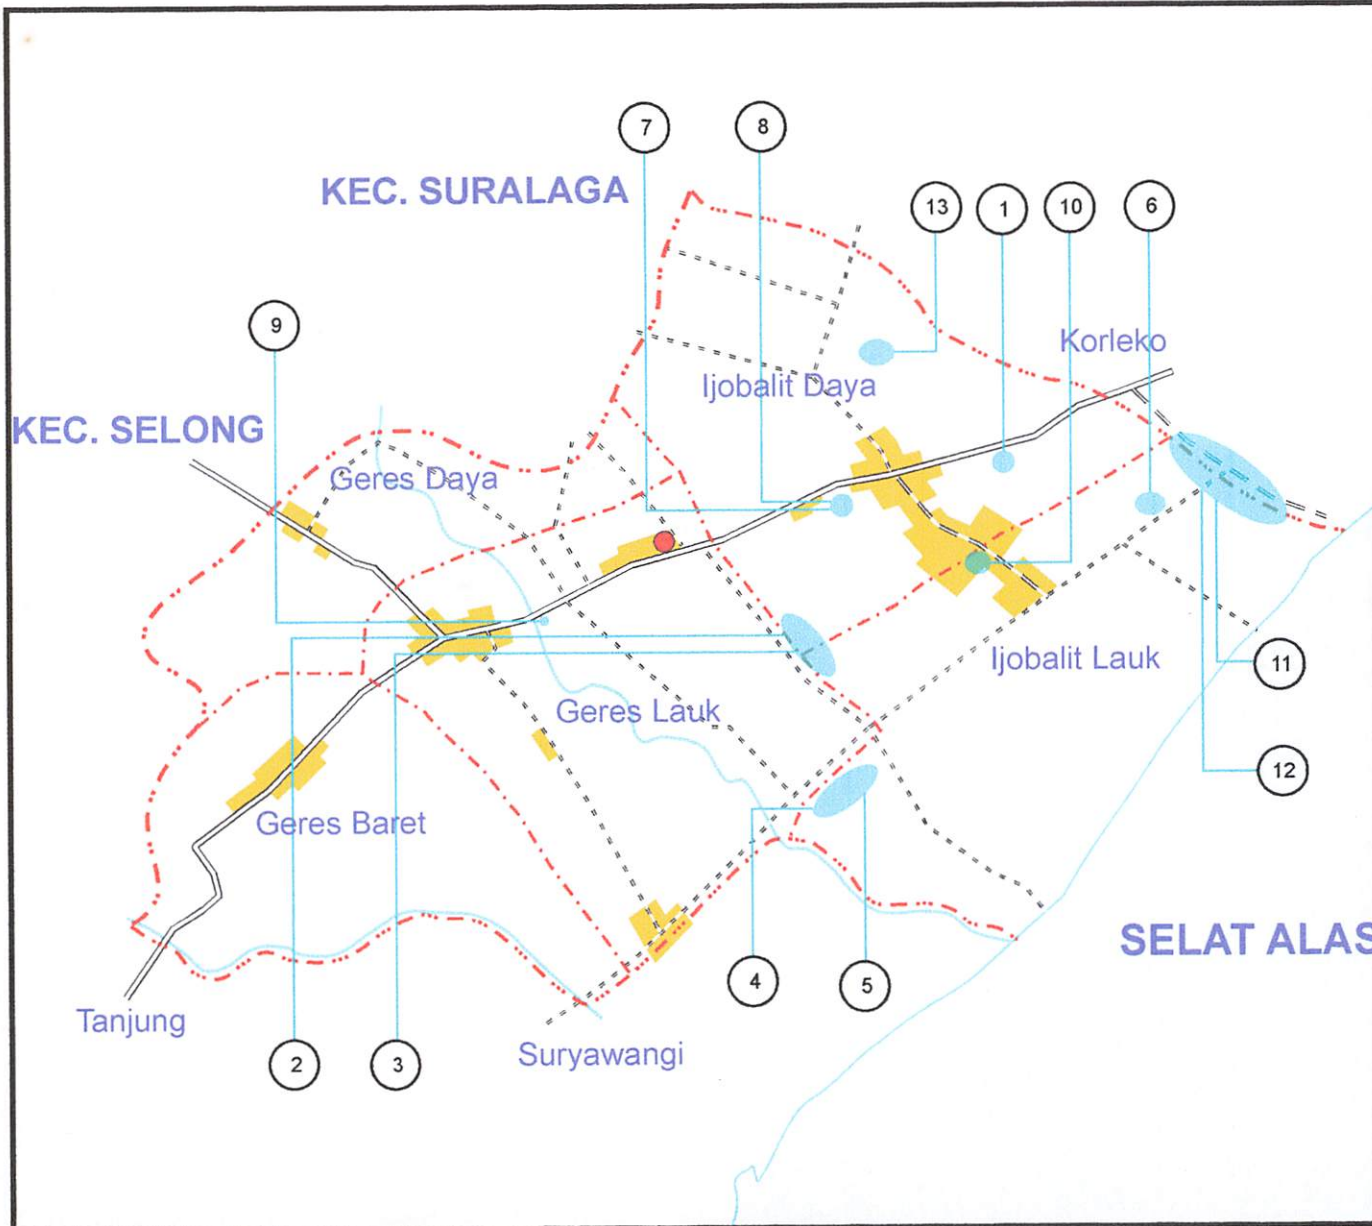 7
8
KEC. SURALAGA
13
1
10
6
9
Korleko
Ijobalit Daya
KEC. SELONG
Geres Daya
Ijobalit Lauk
11
Geres Lauk
12
Geres Baret
SELAT ALAS
4
5
Tanjung
Suryawangi
2
3